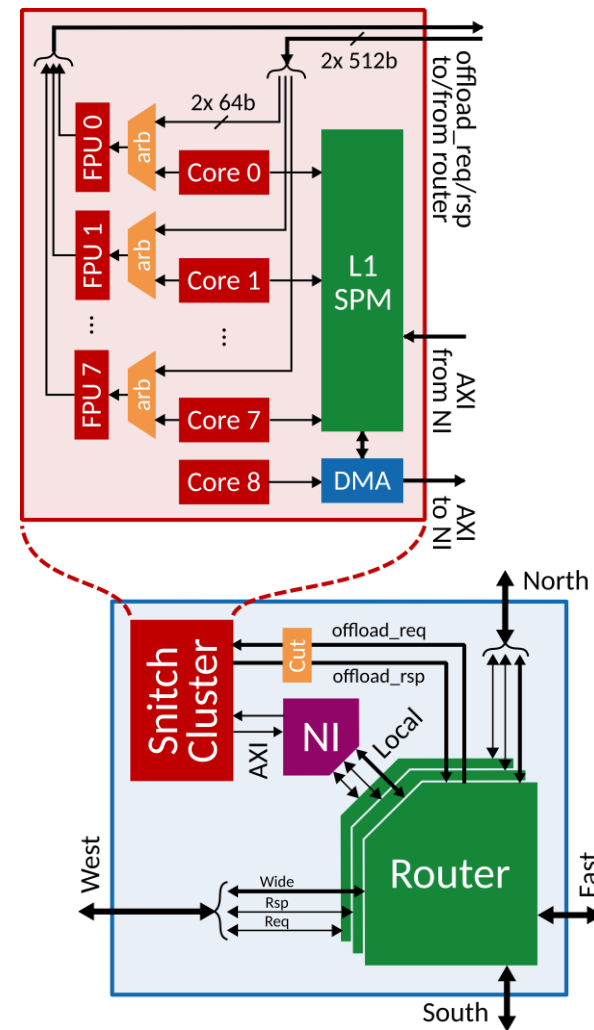 2x 512b
offload_req/rsp
to/from router
2x 64b
FPU 0
arb
Core 0
FPU 1
arb
Core 1
L1
SPM
...
...
FPU 7
arb
Core 7
AXI
from NI
Core 8
DMA
AXI
to NI
North
Snitch
Cluster
offload_req
Cut
offload_rsp
AXI
NI
Local
Router
West
Wide
Rsp
Req
East
South